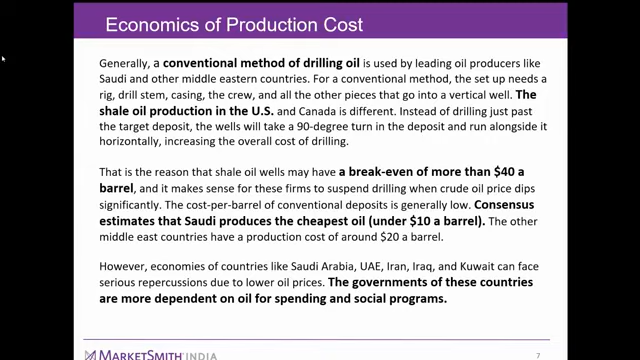 Economics of Production Cost
Generally, a conventional method of drilling oil is used by leading oil producers like
Saudi and other middle eastern countries. For a conventional method, the set up needs a
rig, drill stem, casing, the crew, and all the other pieces that go into a vertical well. The
shale oil production in the U.S. and Canada is different. Instead of drilling just past
the target deposit, the wells will take a 90-degree turn in the deposit and run alongside it
horizontally, increasing the overall cost of drilling.
That is the reason that shale oil wells may have a break-even of more than $40 a
barrel, and it makes sense for these firms to suspend drilling when crude oil price dips
significantly. The cost-per-barrel of conventional deposits is generally low. Consensus
estimates that Saudi produces the cheapest oil (under $10 a barrel). The other
middle east countries have a production cost of around $20 a barrel.
However, economies of countries like Saudi Arabia, UAE, Iran, Iraq, and Kuwait can face
serious repercussions due to lower oil prices. The governments of these countries
are more dependent on oil for spending and social programs.
MARKETSMITH INDIA
7